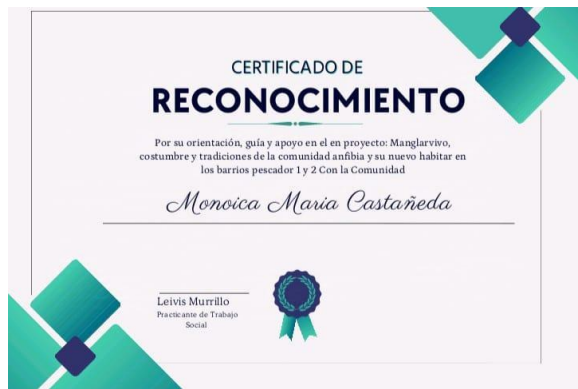 CERTIFICADO DE
RECONOCIMIENTO
Por su orientación, guía y apoyo en el en proyecto: Manglarvivo,
costumbre y tradiciones de la comunidad anfibia y su nuevo habitar en
los barrios pescador 1 y 2 Con la Comunidad
Monoica Maria Castañeda
Leivis Murrillo
Practicante de Trabajo
Social